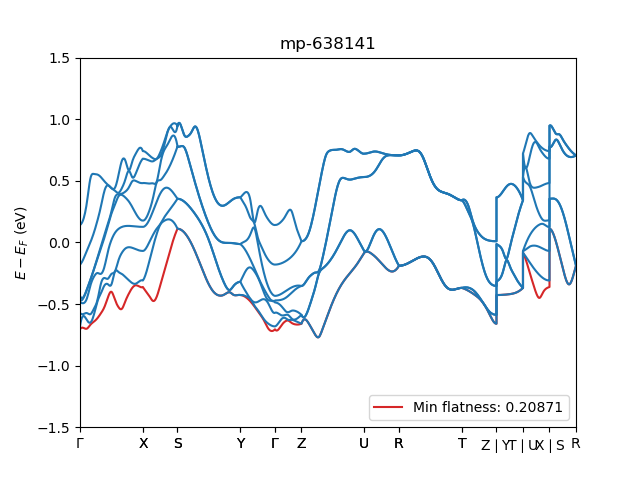 mp-638141
1.5
1.0
0.5
0.0
−0.5
−1.0
−1.5
E − E_F (eV)
Min flatness: 0.20871
Γ X S Y Γ Z U R T Z | YT | UX | S R